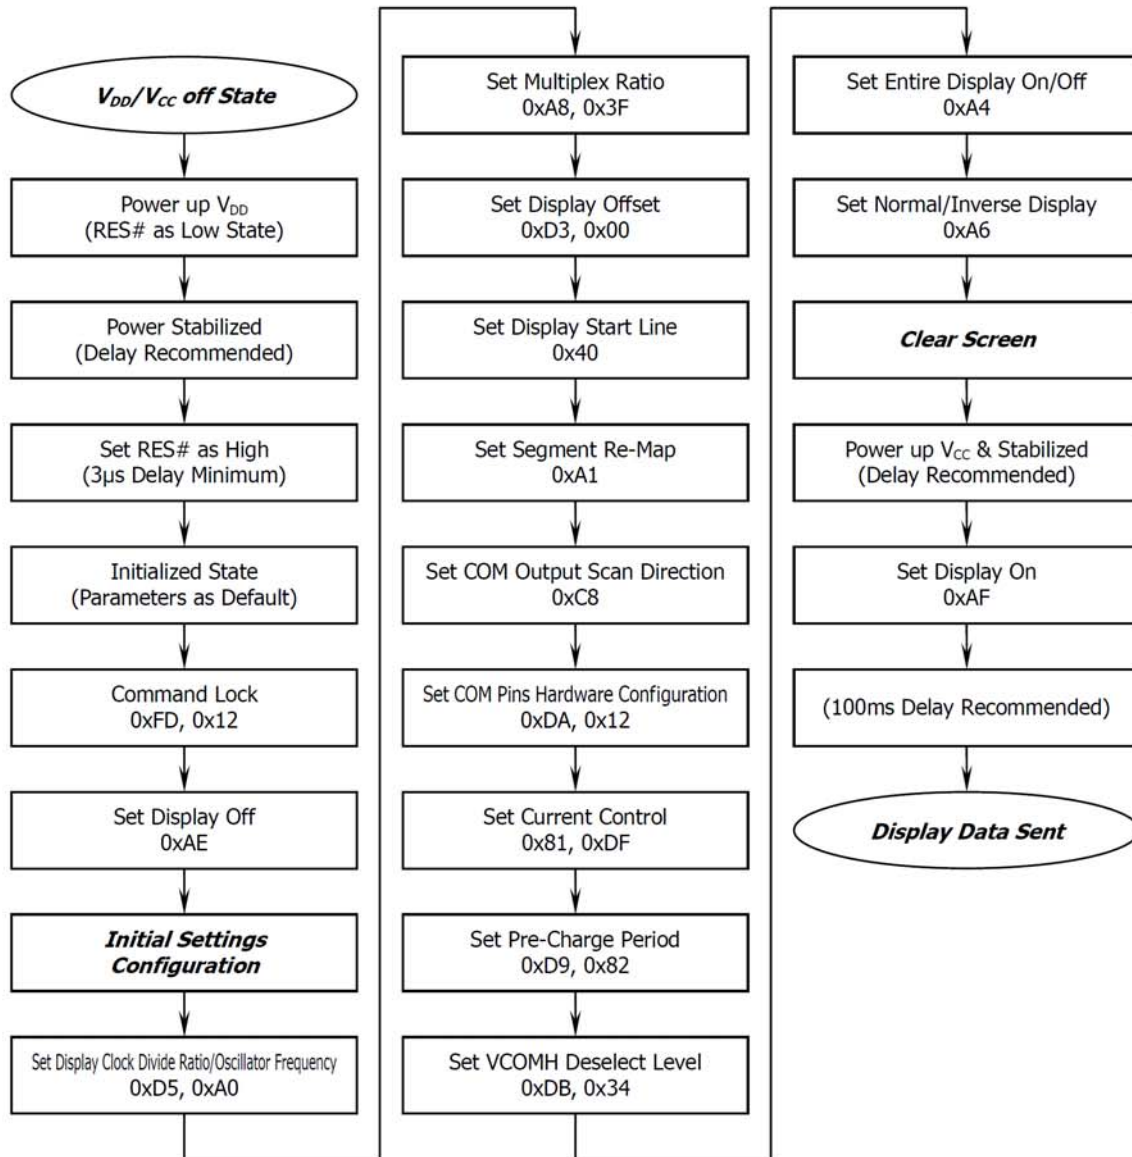 V_DD/V_CC off State
Power up V_DD
(RES# as Low State)
Power Stabilized
(Delay Recommended)
Set RES# as High
(3μs Delay Minimum)
Initialized State
(Parameters as Default)
Command Lock
0xFD, 0x12
Set Display Off
0xAE
Initial Settings
Configuration
Set Display Clock Divide Ratio/Oscillator Frequency
0xD5, 0xA0
Set Multiplex Ratio
0xA8, 0x3F
Set Display Offset
0xD3, 0x00
Set Display Start Line
0x40
Set Segment Re-Map
0xA1
Set COM Output Scan Direction
0xC8
Set COM Pins Hardware Configuration
0xDA, 0x12
Set Current Control
0x81, 0xDF
Set Pre-Charge Period
0xD9, 0x82
Set VCOMH Deselect Level
0xDB, 0x34
Set Entire Display On/Off
0xA4
Set Normal/Inverse Display
0xA6
Clear Screen
Power up V_CC & Stabilized
(Delay Recommended)
Set Display On
0xAF
(100ms Delay Recommended)
Display Data Sent